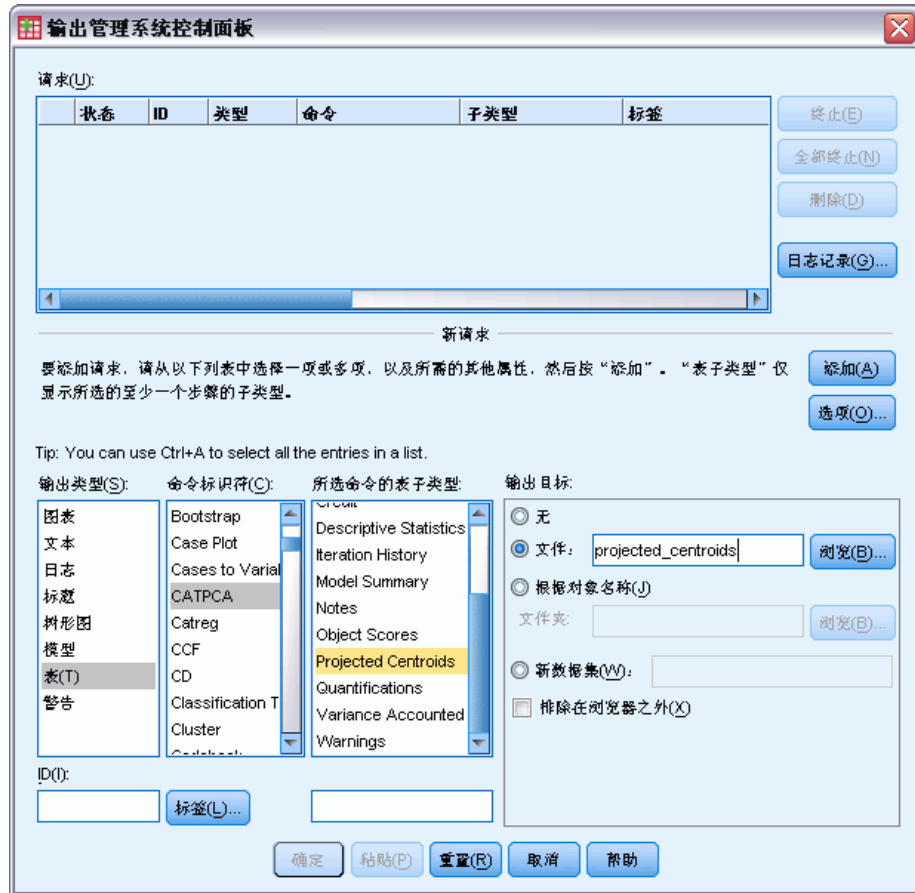 输出管理系统控制面板
请求(U):
状态 ID 类型 命令 子类型 标签
终止(E)
全部终止(N)
删除(D)
日志记录(G)...
新请求
要添加请求，请从以下列表中选择一项或多项，以及所需的其他属性，然后按“添加”。“表子类型”仅
显示所选的至少一个步骤的子类型。
添加(A)
选项(O)...
Tip: You can use Ctrl+A to select all the entries in a list.
输出类型(S):
图表
文本
日志
标题
树形图
模型
表(T)
警告
命令标识符(C):
Bootstrap
Case Plot
Cases to Varial
CATPCA
Catreg
CCF
CD
Classification T
Cluster
所选命令的表子类型:
Descriptive Statistics
Iteration History
Model Summary
Notes
Object Scores
Projected Centroids
Quantifications
Variance Accounted
Warnings
输出目标:
无
文件: projected_centroids 浏览(B)...
根据对象名称(J)
文件夹: 浏览(B)...
新数据集(W):
排除在浏览器之外(X)
ID(I):
标签(L)...
确定 粘贴(P) 重置(R) 取消 帮助